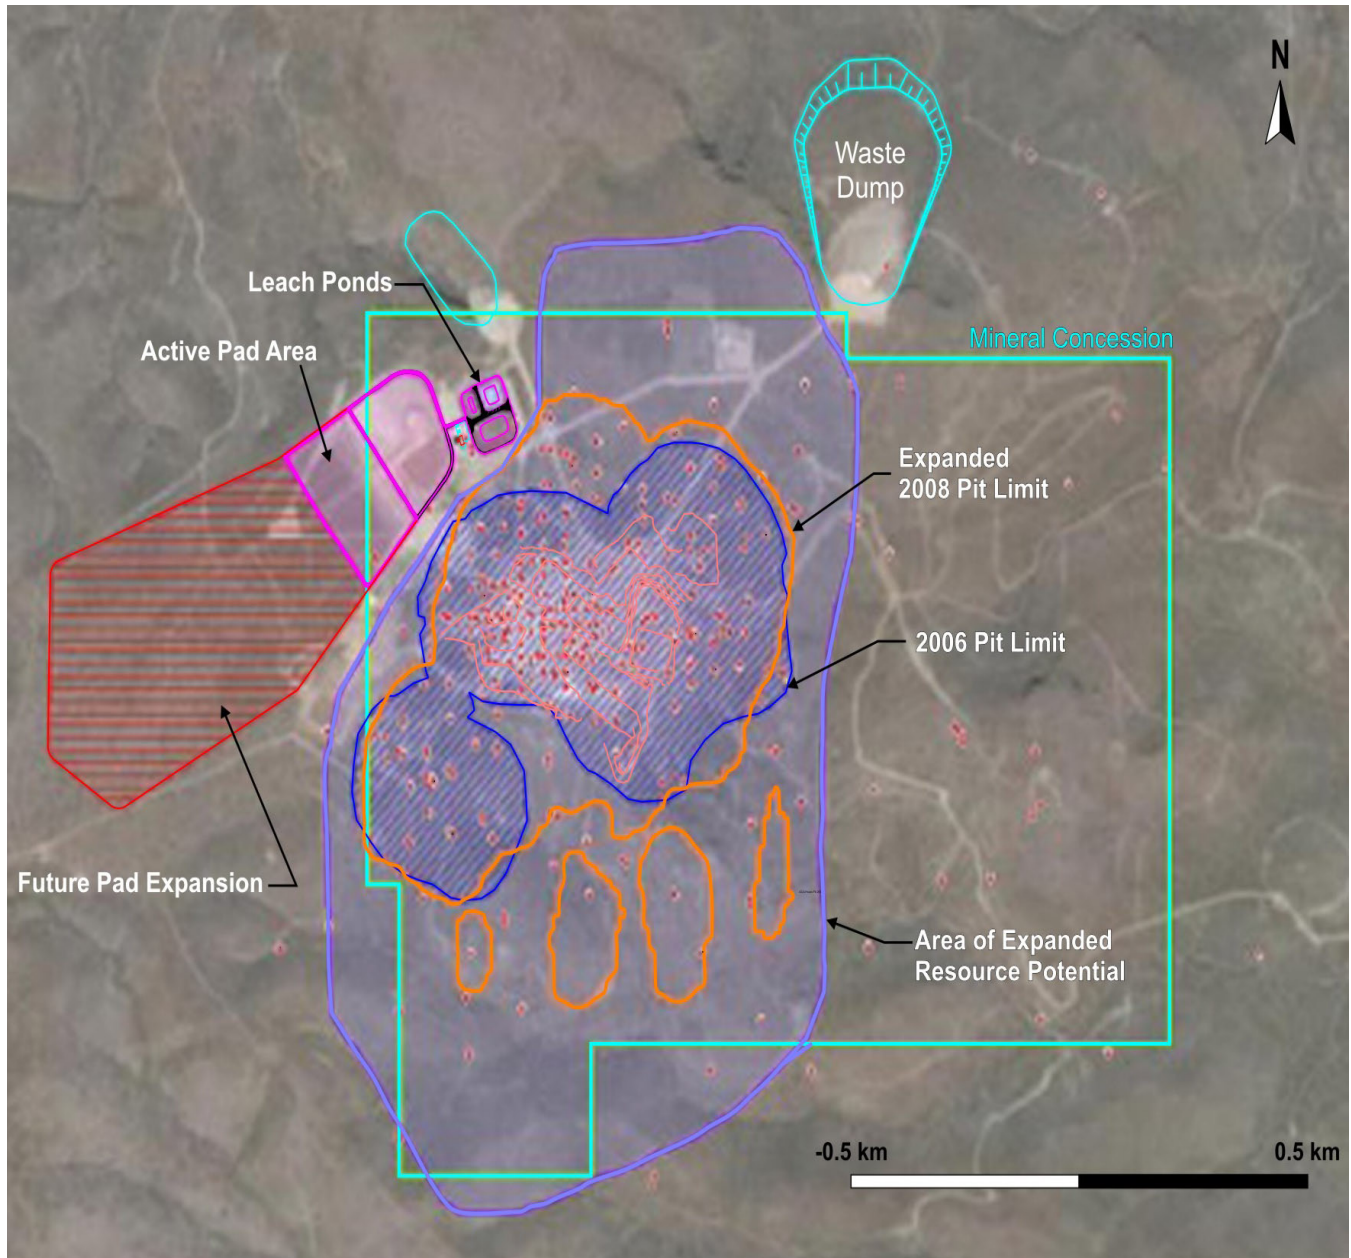 N
Waste
Dump
Leach Ponds
Mineral Concession
Active Pad Area
Expanded
2008 Pit Limit
2006 Pit Limit
Future Pad Expansion
Area of Expanded
Resource Potential
-0.5 km
0.5 km